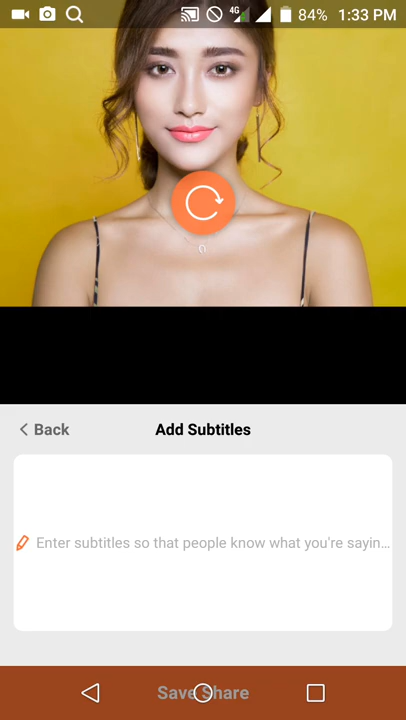 4G 84% 1:33 PM
Back Add Subtitles
Enter subtitles so that people know what you're sayin...
Save Share